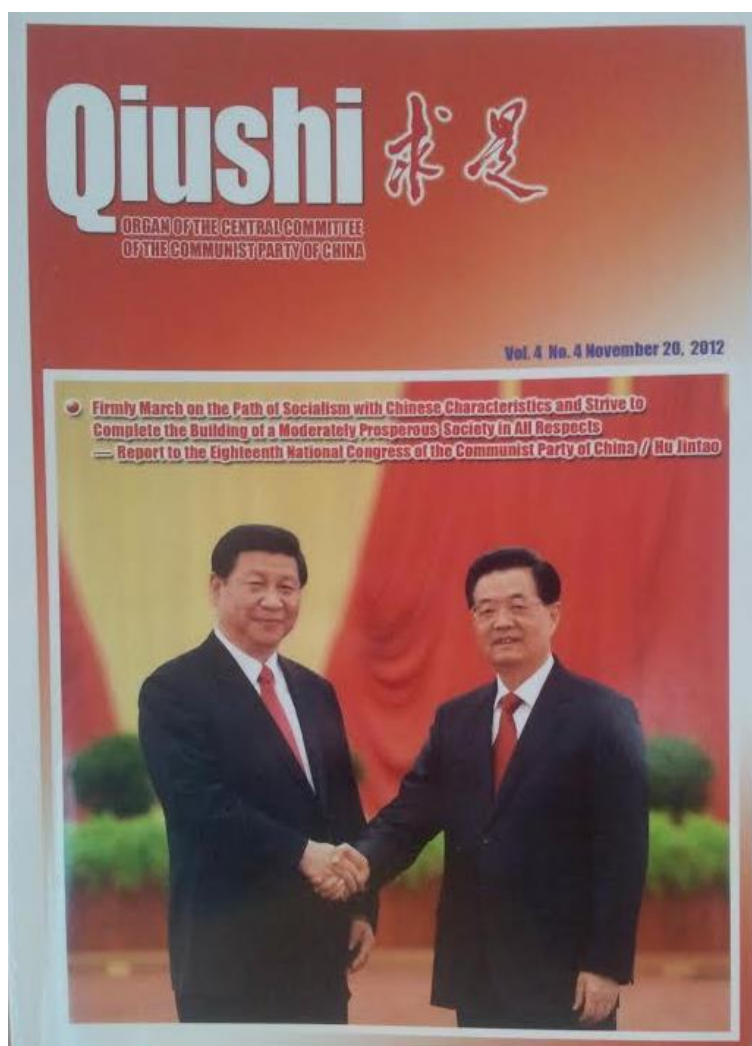 Qiushi 求是
ORGAN OF THE CENTRAL COMMITTEE
OF THE COMMUNIST PARTY OF CHINA
Vol. 4 No. 4 November 20, 2012
Firmly March on the Path of Socialism with Chinese Characteristics and Strive to
Complete the Building of a Moderately Prosperous Society in All Respects
— Report to the Eighteenth National Congress of the Communist Party of China / Hu Jintao